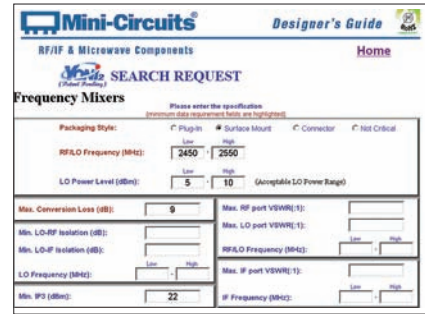 Mini-Circuits®
Designer's Guide
RF/IF & Microwave Components
Home
Yoni2 SEARCH REQUEST
(Patent Pending)
Frequency Mixers
Please enter the specification
(minimum data requirement fields are highlighted)
Packaging Style: Plug-In Surface Mount Connector Not Critical
Low High
RF/LO Frequency (MHz): 2450 - 2550
Low High
LO Power Level (dBm): 5 - 10 (Acceptable LO Power Range)
Max. Conversion Loss (dB): 9
Min. LO-RF Isolation (dB):
Min. LO-IF Isolation (dB):
Low High
LO Frequency (MHz): -
Min. IP3 (dBm): 22
Max. RF port VSWR(:1):
Max. LO port VSWR(:1):
Low High
RF/LO Frequency (MHz): -
Max. IF port VSWR(:1):
Low High
IF Frequency (MHz): -